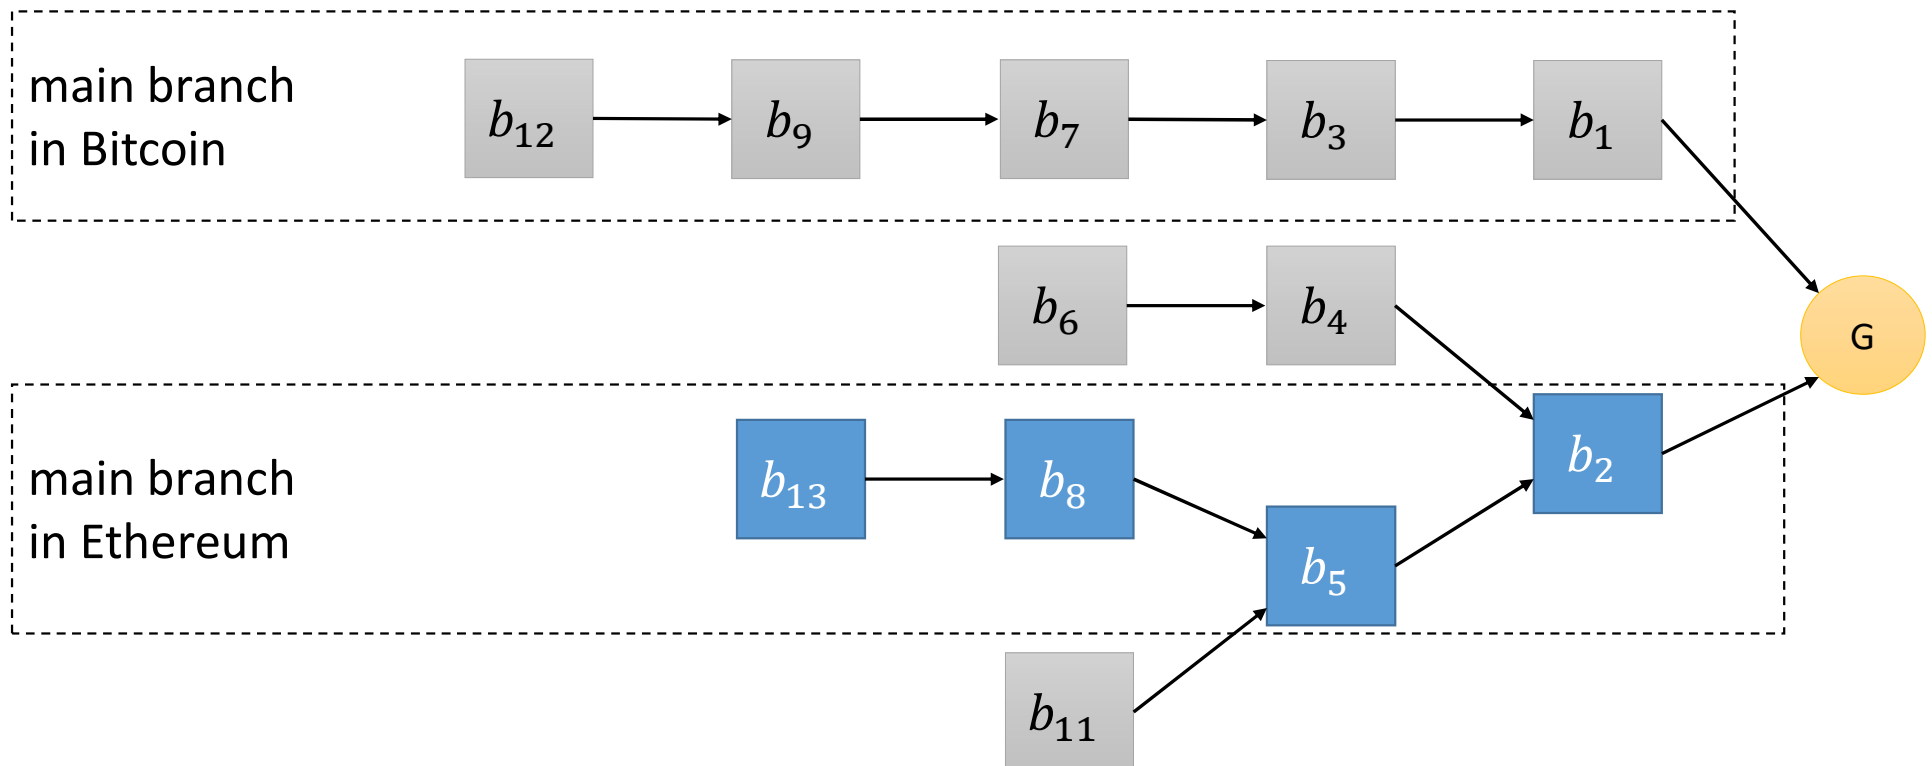 main branch
in Bitcoin
b₁₂
b₉
b₇
b₃
b₁
b₆
b₄
G
main branch
in Ethereum
b₁₃
b₈
b₅
b₂
b₁₁